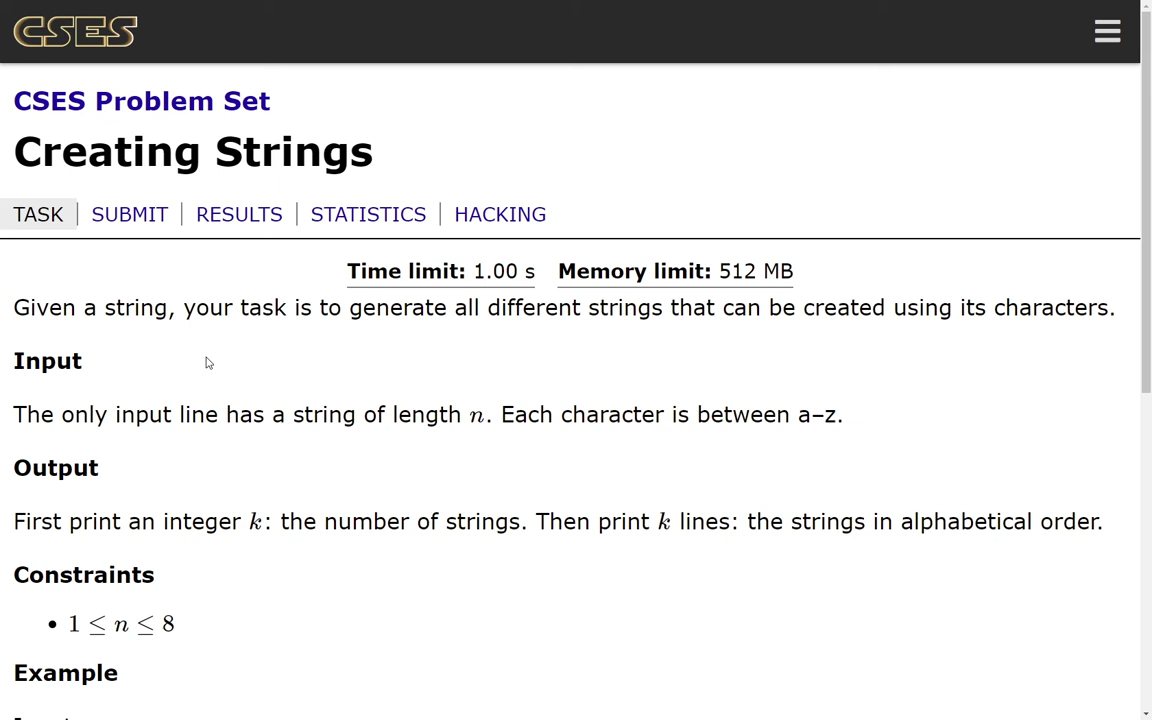 CSES
CSES Problem Set
Creating Strings
TASK | SUBMIT | RESULTS | STATISTICS | HACKING
Time limit: 1.00 s Memory limit: 512 MB
Given a string, your task is to generate all different strings that can be created using its characters.
Input
The only input line has a string of length n. Each character is between a–z.
Output
First print an integer k: the number of strings. Then print k lines: the strings in alphabetical order.
Constraints
• 1 ≤ n ≤ 8
Example